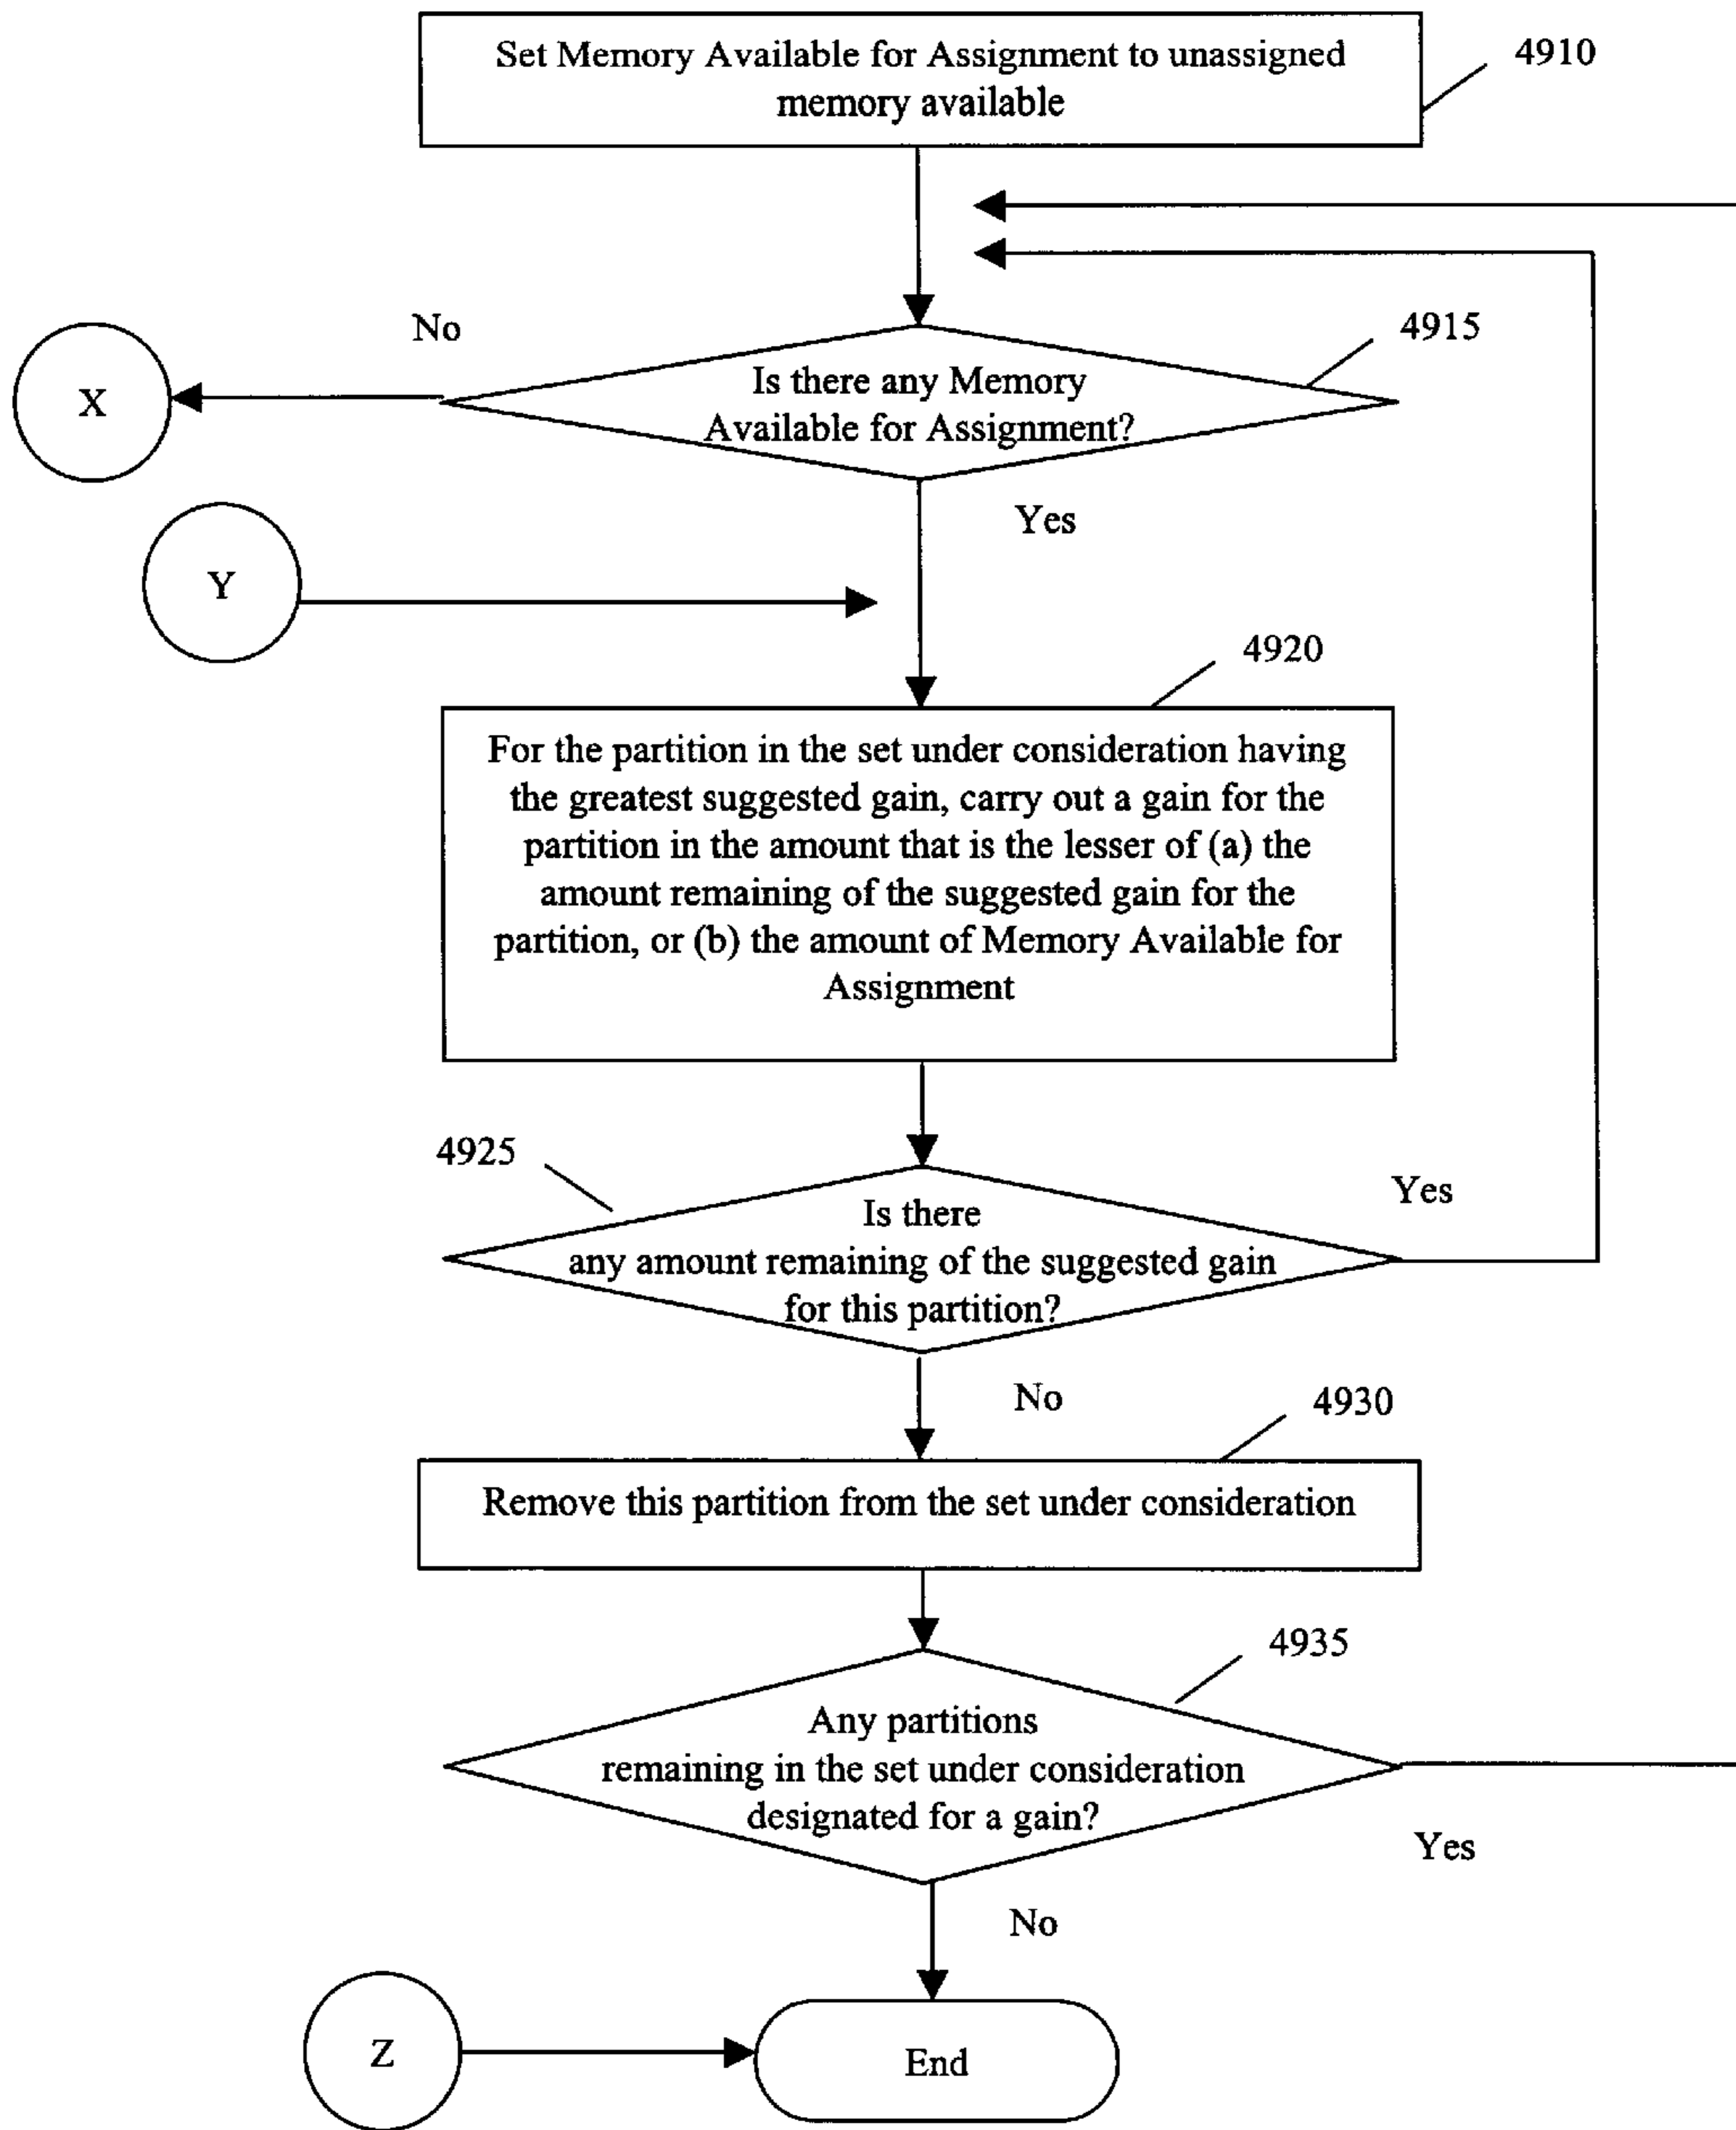 Set Memory Available for Assignment to unassigned
memory available
4910
No
4915
X
Is there any Memory
Available for Assignment?
Yes
Y
4920
For the partition in the set under consideration having
the greatest suggested gain, carry out a gain for the
partition in the amount that is the lesser of (a) the
amount remaining of the suggested gain for the
partition, or (b) the amount of Memory Available for
Assignment
4925
Yes
Is there
any amount remaining of the suggested gain
for this partition?
No
4930
Remove this partition from the set under consideration
4935
Any partitions
remaining in the set under consideration
designated for a gain?
Yes
No
Z
End